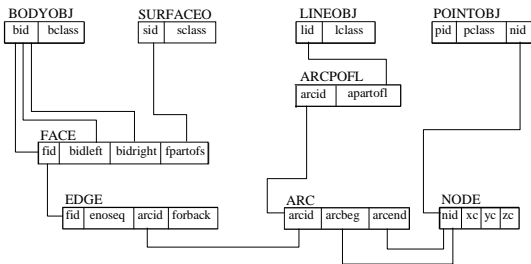 BODYOBJ SURFACEO LINEOBJ POINTOBJ
bid bclass sid sclass lid lclass pid pclass nid
ARCPOFL
arcid apartofl
FACE
fid bidleft bidright fpartofs
EDGE ARC NODE
fid enoseq arcid forback arcid arcbeg arcend nid xc yc zc